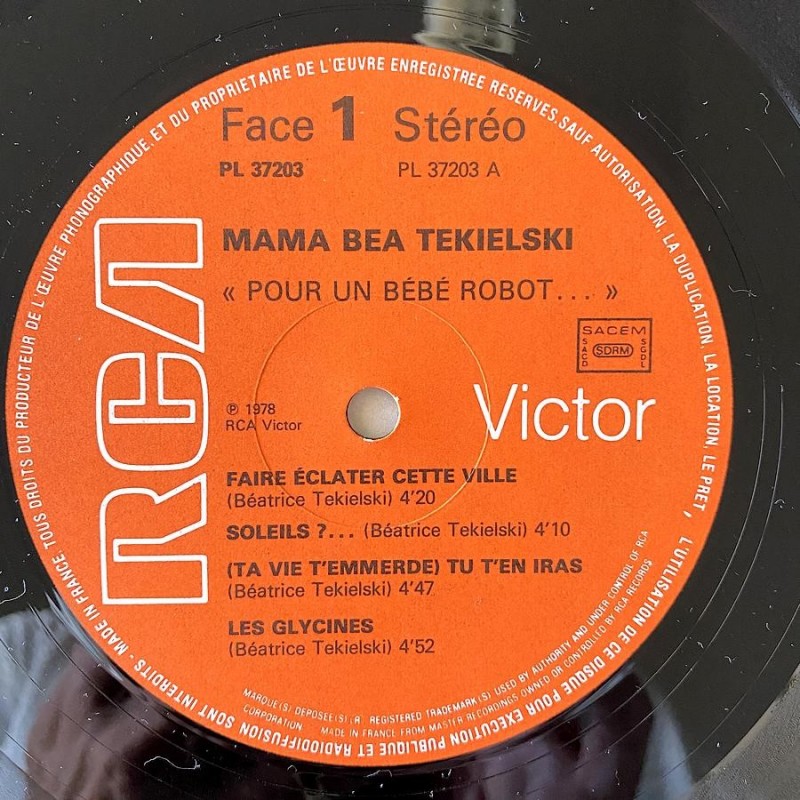 Face 1 Stéréo
PL 37203 PL 37203 A
MAMA BEA TEKIELSKI
« POUR UN BÉBÉ ROBOT... »
SACEM
SACD SDRM SGDL
RCA
Victor
℗ 1978
RCA Victor
FAIRE ÉCLATER CETTE VILLE
(Béatrice Tekielski) 4'20
SOLEILS ?... (Béatrice Tekielski) 4'10
(TA VIE T'EMMERDE) TU T'EN IRAS
(Béatrice Tekielski) 4'47
LES GLYCINES
(Béatrice Tekielski) 4'52
MARQUE(S) DEPOSEE(S) (R. REGISTERED TRADEMARK(S) USED BY AUTHORITY AND UNDER CONTROL OF RCA
CORPORATION MADE IN FRANCE FROM MASTER RECORDINGS OWNED OR CONTROLLED BY RCA RECORDS
MADE IN FRANCE. TOUS DROITS DU PRODUCTEUR DE L'ŒUVRE PHONOGRAPHIQUE ET DU PROPRIETAIRE DE L'ŒUVRE ENREGISTREE RESERVES. SAUF AUTORISATION, LA DUPLICATION, LA LOCATION, LE PRET, L'UTILISATION DE CE DISQUE POUR EXECUTION PUBLIQUE ET RADIODIFFUSION SONT INTERDITS -